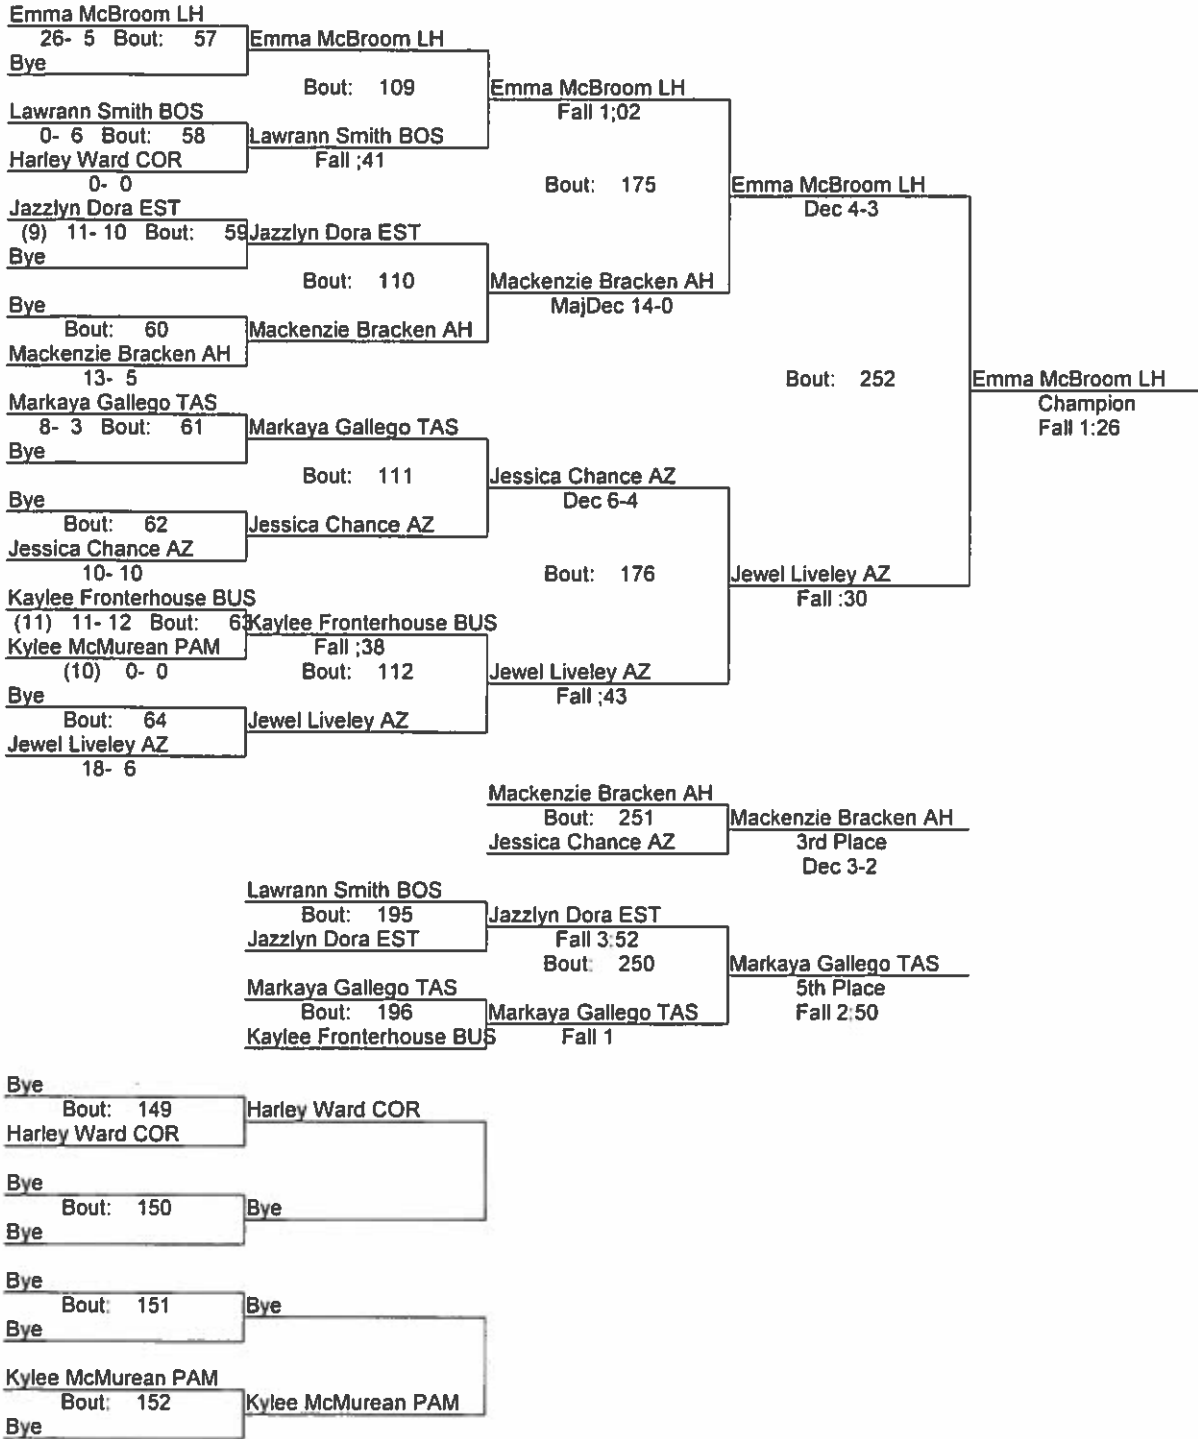 Emma McBroom LH
26- 5 Bout: 57
Bye
Emma McBroom LH
Bout: 109
Lawrann Smith BOS
0- 6 Bout: 58
Harley Ward COR
0- 0
Lawrann Smith BOS
Fall ;41
Emma McBroom LH
Fall 1;02
Bout: 175
Jazzlyn Dora EST
(9) 11- 10 Bout: 59
Bye
Jazzlyn Dora EST
Bout: 110
Bye
Bout: 60
Mackenzie Bracken AH
13- 5
Mackenzie Bracken AH
Mackenzie Bracken AH
MajDec 14-0
Emma McBroom LH
Dec 4-3
Bout: 252
Emma McBroom LH
Champion
Fall 1:26
Markaya Gallego TAS
8- 3 Bout: 61
Bye
Markaya Gallego TAS
Bout: 111
Bye
Bout: 62
Jessica Chance AZ
10- 10
Jessica Chance AZ
Jessica Chance AZ
Dec 6-4
Bout: 176
Kaylee Fronterhouse BUS
(11) 11- 12 Bout: 63
Kylee McMurean PAM
(10) 0- 0
Kaylee Fronterhouse BUS
Fall ;38
Bout: 112
Bye
Bout: 64
Jewel Liveley AZ
18- 6
Jewel Liveley AZ
Jewel Liveley AZ
Fall ;43
Jewel Liveley AZ
Fall :30
Mackenzie Bracken AH
Bout: 251
Jessica Chance AZ
Mackenzie Bracken AH
3rd Place
Dec 3-2
Lawrann Smith BOS
Bout: 195
Jazzlyn Dora EST
Jazzlyn Dora EST
Fall 3:52
Bout: 250
Markaya Gallego TAS
Bout: 196
Kaylee Fronterhouse BUS
Markaya Gallego TAS
Fall 1
Markaya Gallego TAS
5th Place
Fall 2:50
Bye
Bout: 149
Harley Ward COR
Harley Ward COR
Bye
Bout: 150
Bye
Bye
Bye
Bout: 151
Bye
Bye
Kylee McMurean PAM
Bout: 152
Bye
Kylee McMurean PAM